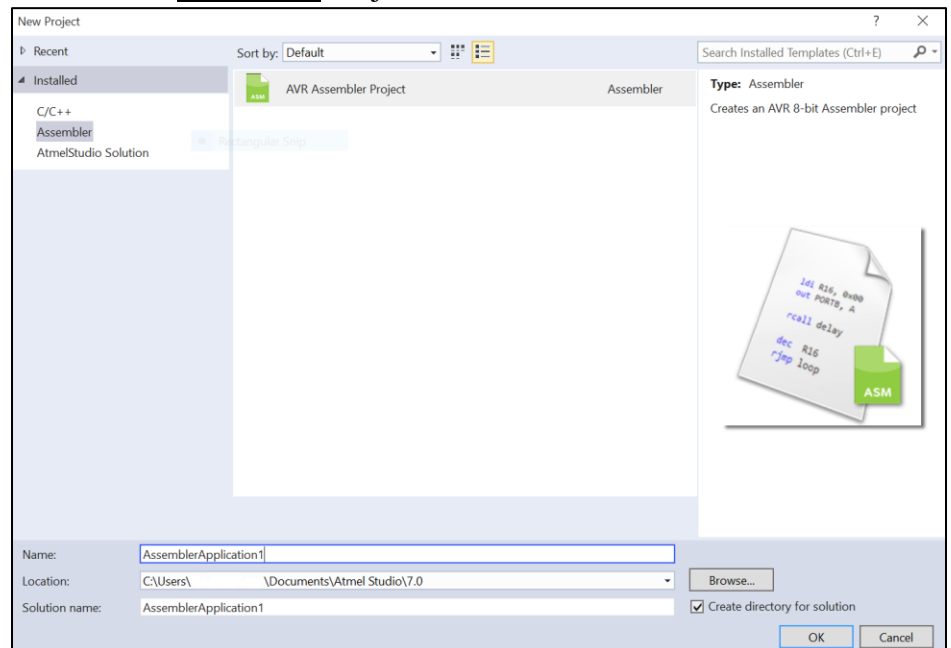 New Project
? ×
Recent
Installed
C/C++
Assembler
AtmelStudio Solution
Sort by: Default
Search Installed Templates (Ctrl+E)
ASM
AVR Assembler Project Assembler
Rectangular Snip
Type: Assembler
Creates an AVR 8-bit Assembler project
ldi R16, 0x00
out PORTB, A
rcall delay
dec R16
rjmp loop
ASM
Name: AssemblerApplication1
Location: C:\Users\ \Documents\Atmel Studio\7.0
Browse...
Solution name: AssemblerApplication1
Create directory for solution
OK Cancel